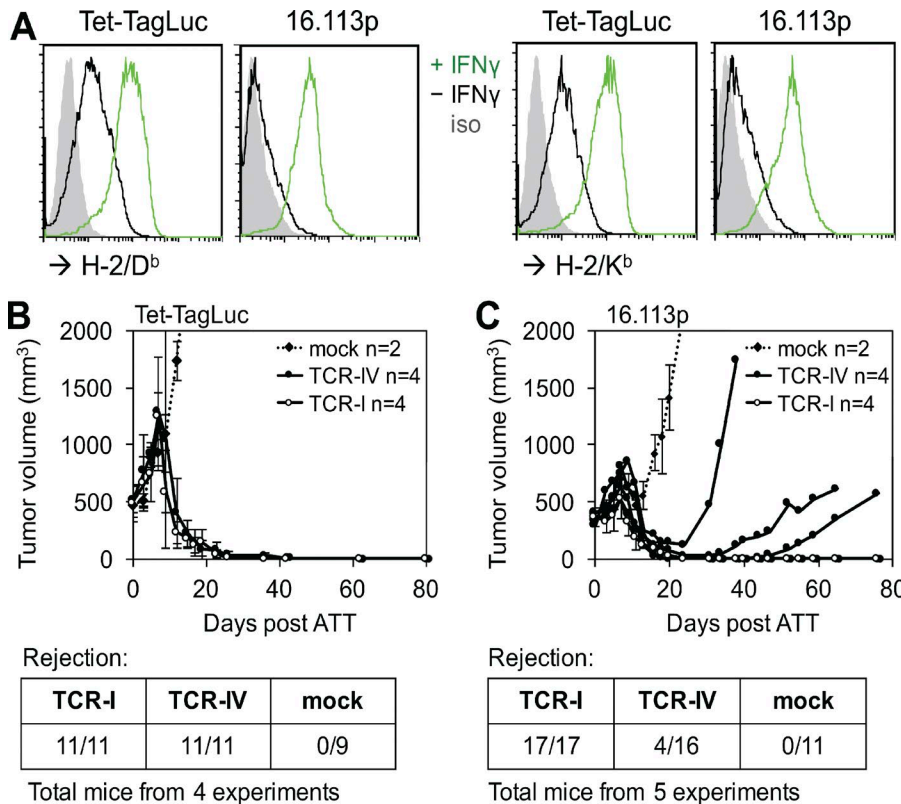 A
Tet-TagLuc
16.113p
Tet-TagLuc
16.113p
+ IFNγ
− IFNγ
iso
→ H-2/Dᵇ
→ H-2/Kᵇ
B
Tet-TagLuc
Tumor volume (mm³)
2000
1500
1000
500
0
mock n=2
TCR-IV n=4
TCR-I n=4
0 20 40 60 80
Days post ATT
Rejection:
TCR-I TCR-IV mock
11/11 11/11 0/9
Total mice from 4 experiments
C
16.113p
Tumor volume (mm³)
2000
1500
1000
500
0
mock n=2
TCR-IV n=4
TCR-I n=4
0 20 40 60 80
Days post ATT
Rejection:
TCR-I TCR-IV mock
17/17 4/16 0/11
Total mice from 5 experiments